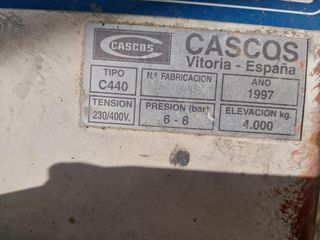 CASCOS
CASCOS
Vitoria - España
TIPO
C440
N.º FABRICACION
AÑO
1997
TENSION
230/400V.
PRESION (bar)
6 - 8
ELEVACION kg.
4.000